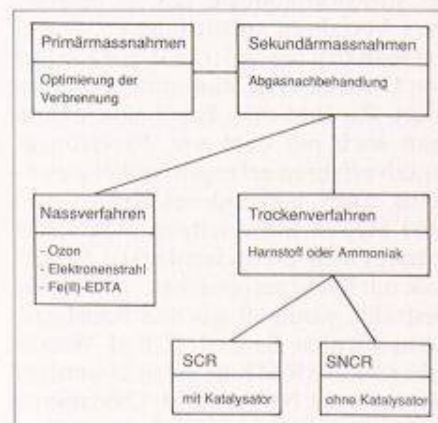 Primärmassnahmen
Optimierung der
Verbrennung
Sekundärmassnahmen
Abgasnachbehandlung
Nassverfahren
- Ozon
- Elektronenstrahl
- Fe(II)-EDTA
Trockenverfahren
Harnstoff oder Ammoniak
SCR
mit Katalysator
SNCR
ohne Katalysator